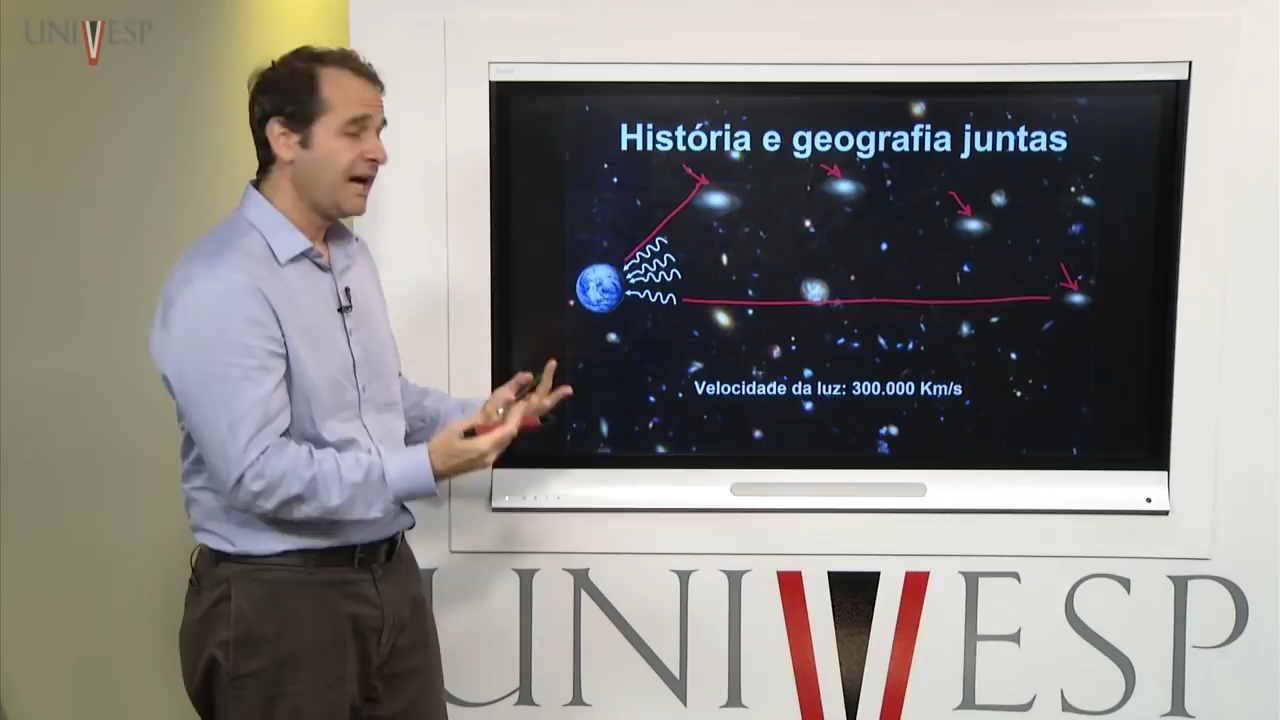 UNIVESP
História e geografia juntas
Velocidade da luz: 300.000 Km/s
UNIVESP